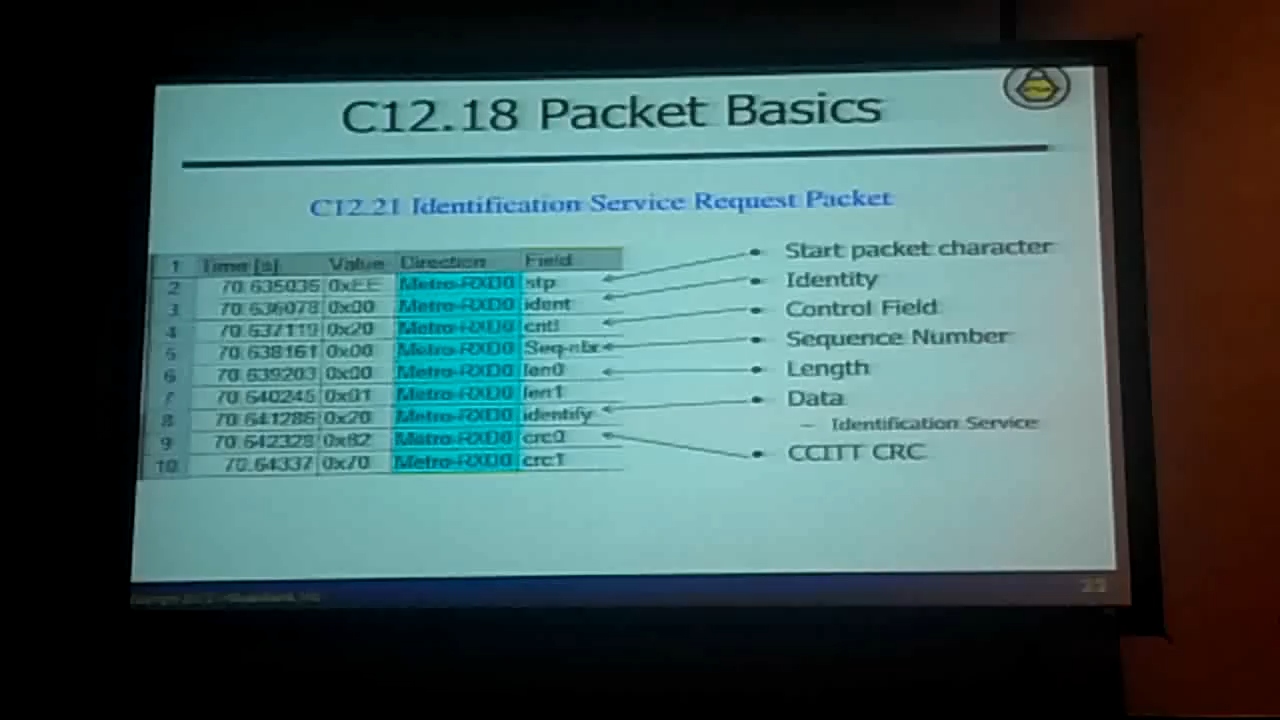 C12.18 Packet Basics
C12.21 Identification Service Request Packet
1 Time [s] Value Direction Field
2 70.635035 0xEE Metro-RXD0 stp
3 70.636078 0x00 Metro-RXD0 ident
4 70.637119 0x20 Metro-RXD0 cntl
5 70.638161 0x00 Metro-RXD0 Seq-nbr
6 70.639203 0x00 Metro-RXD0 len0
7 70.640245 0x01 Metro-RXD0 len1
8 70.641286 0x20 Metro-RXD0 identify
9 70.642328 0x82 Metro-RXD0 crc0
10 70.64337 0x70 Metro-RXD0 crc1
• Start packet character
• Identity
• Control Field
• Sequence Number
• Length
• Data
– Identification Service
• CCITT CRC
22